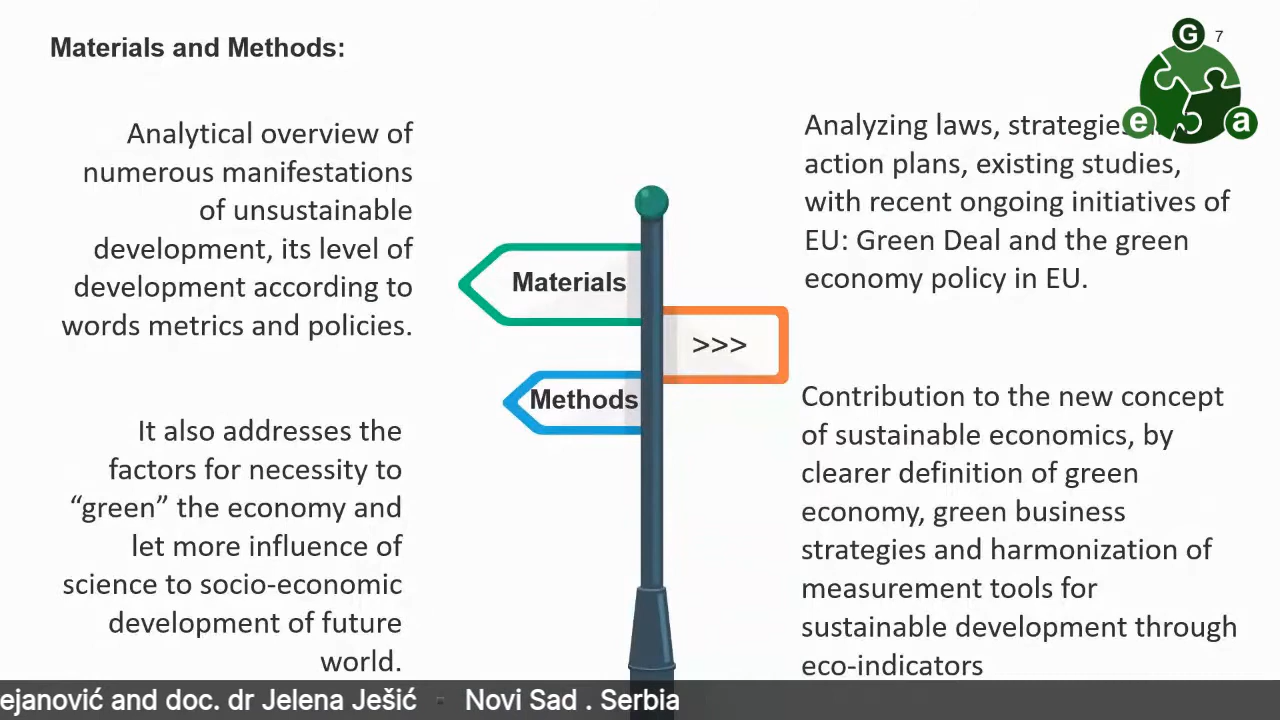 Materials and Methods:
G
7
e
a
Analytical overview of
numerous manifestations
of unsustainable
development, its level of
development according to
words metrics and policies.
It also addresses the
factors for necessity to
“green” the economy and
let more influence of
science to socio-economic
development of future
world.
Materials
>>>
Methods
Analyzing laws, strategies
action plans, existing studies,
with recent ongoing initiatives of
EU: Green Deal and the green
economy policy in EU.
Contribution to the new concept
of sustainable economics, by
clearer definition of green
economy, green business
strategies and harmonization of
measurement tools for
sustainable development through
eco-indicators
ejanović and doc. dr Jelena Ješić - Novi Sad . Serbia